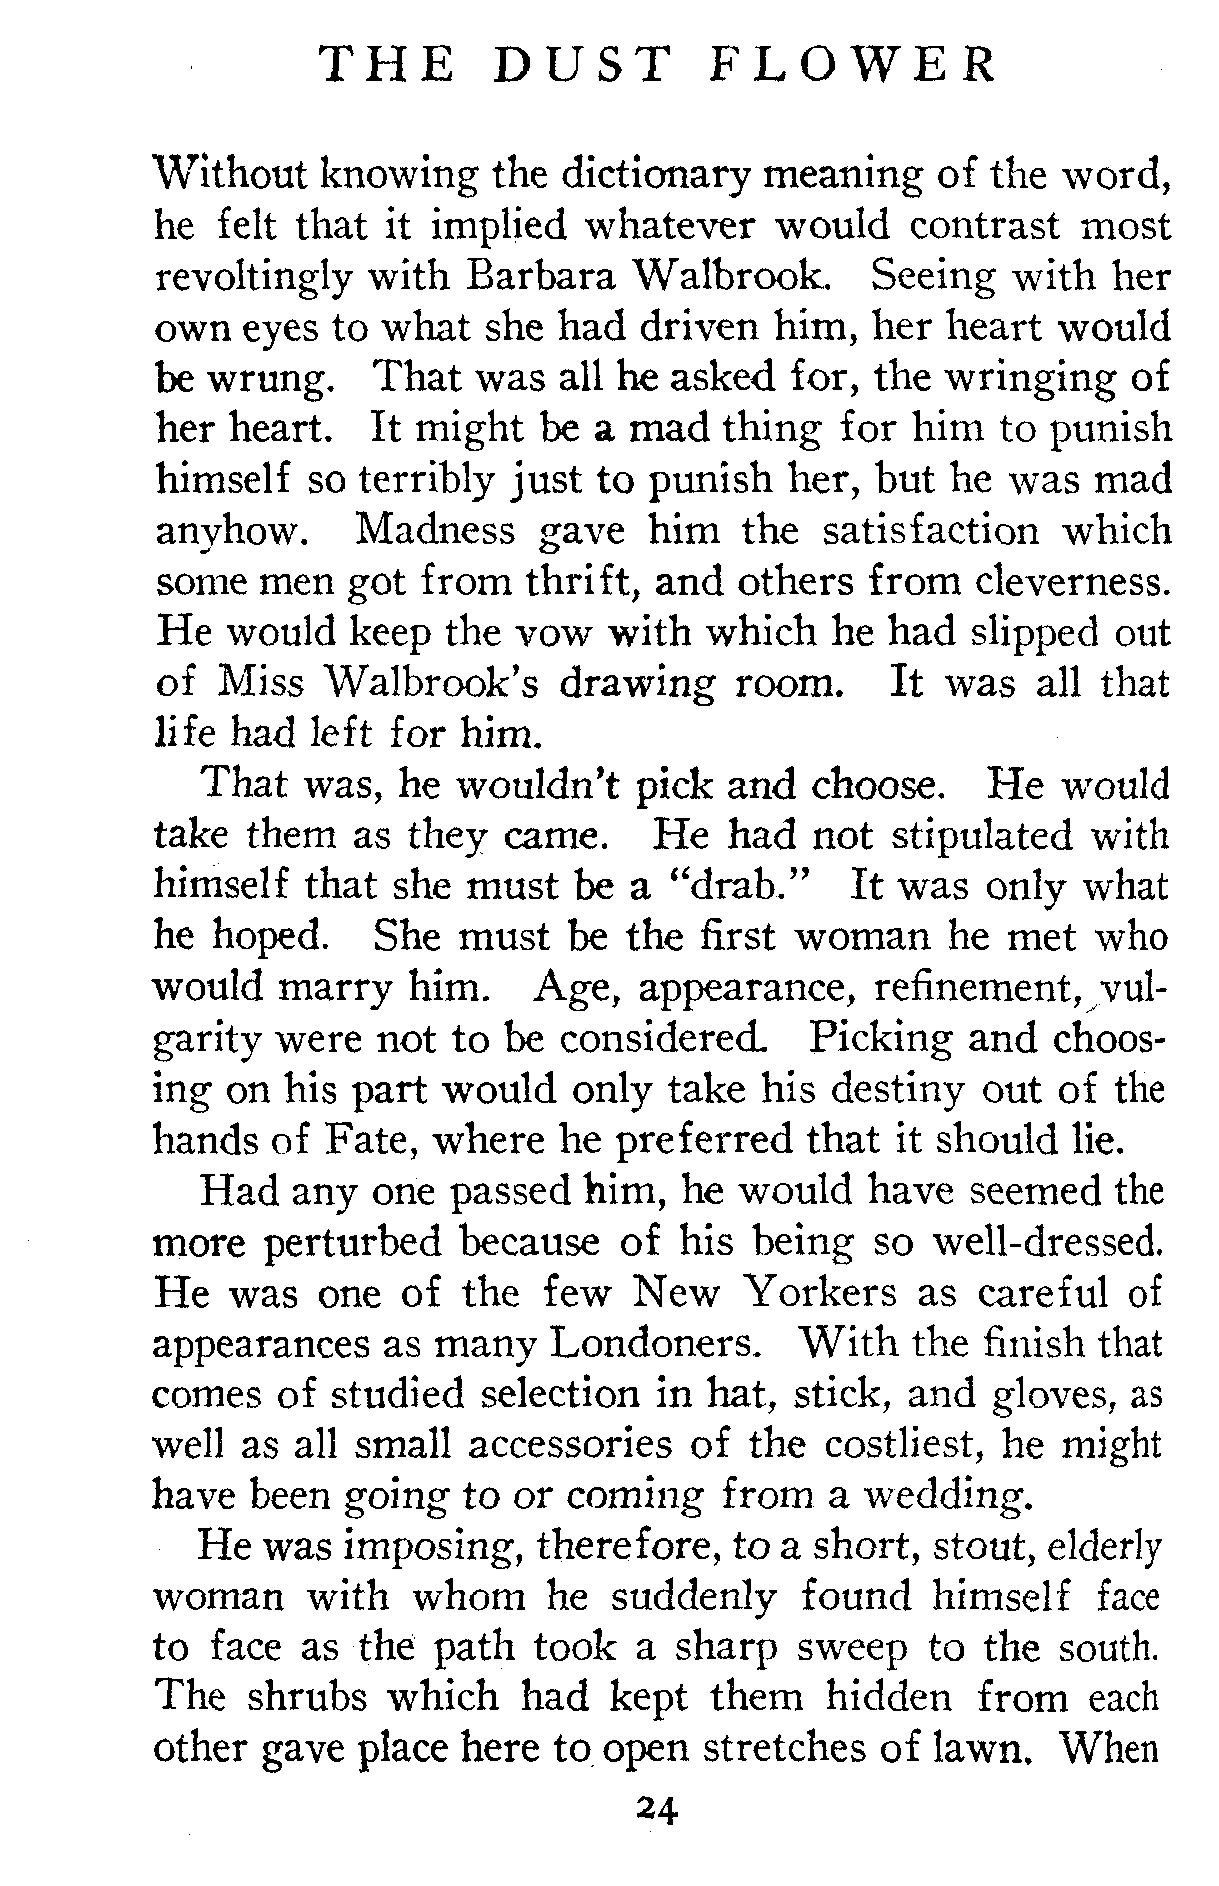 THE DUST FLOWER
Without knowing the dictionary meaning of the word,
he felt that it implied whatever would contrast most
revoltingly with Barbara Walbrook. Seeing with her
own eyes to what she had driven him, her heart would
be wrung. That was all he asked for, the wringing of
her heart. It might be a mad thing for him to punish
himself so terribly just to punish her, but he was mad
anyhow. Madness gave him the satisfaction which
some men got from thrift, and others from cleverness.
He would keep the vow with which he had slipped out
of Miss Walbrook's drawing room. It was all that
life had left for him.
That was, he wouldn't pick and choose. He would
take them as they came. He had not stipulated with
himself that she must be a "drab." It was only what
he hoped. She must be the first woman he met who
would marry him. Age, appearance, refinement, vul-
garity were not to be considered. Picking and choos-
ing on his part would only take his destiny out of the
hands of Fate, where he preferred that it should lie.
Had any one passed him, he would have seemed the
more perturbed because of his being so well-dressed.
He was one of the few New Yorkers as careful of
appearances as many Londoners. With the finish that
comes of studied selection in hat, stick, and gloves, as
well as all small accessories of the costliest, he might
have been going to or coming from a wedding.
He was imposing, therefore, to a short, stout, elderly
woman with whom he suddenly found himself face
to face as the path took a sharp sweep to the south.
The shrubs which had kept them hidden from each
other gave place here to open stretches of lawn. When
24